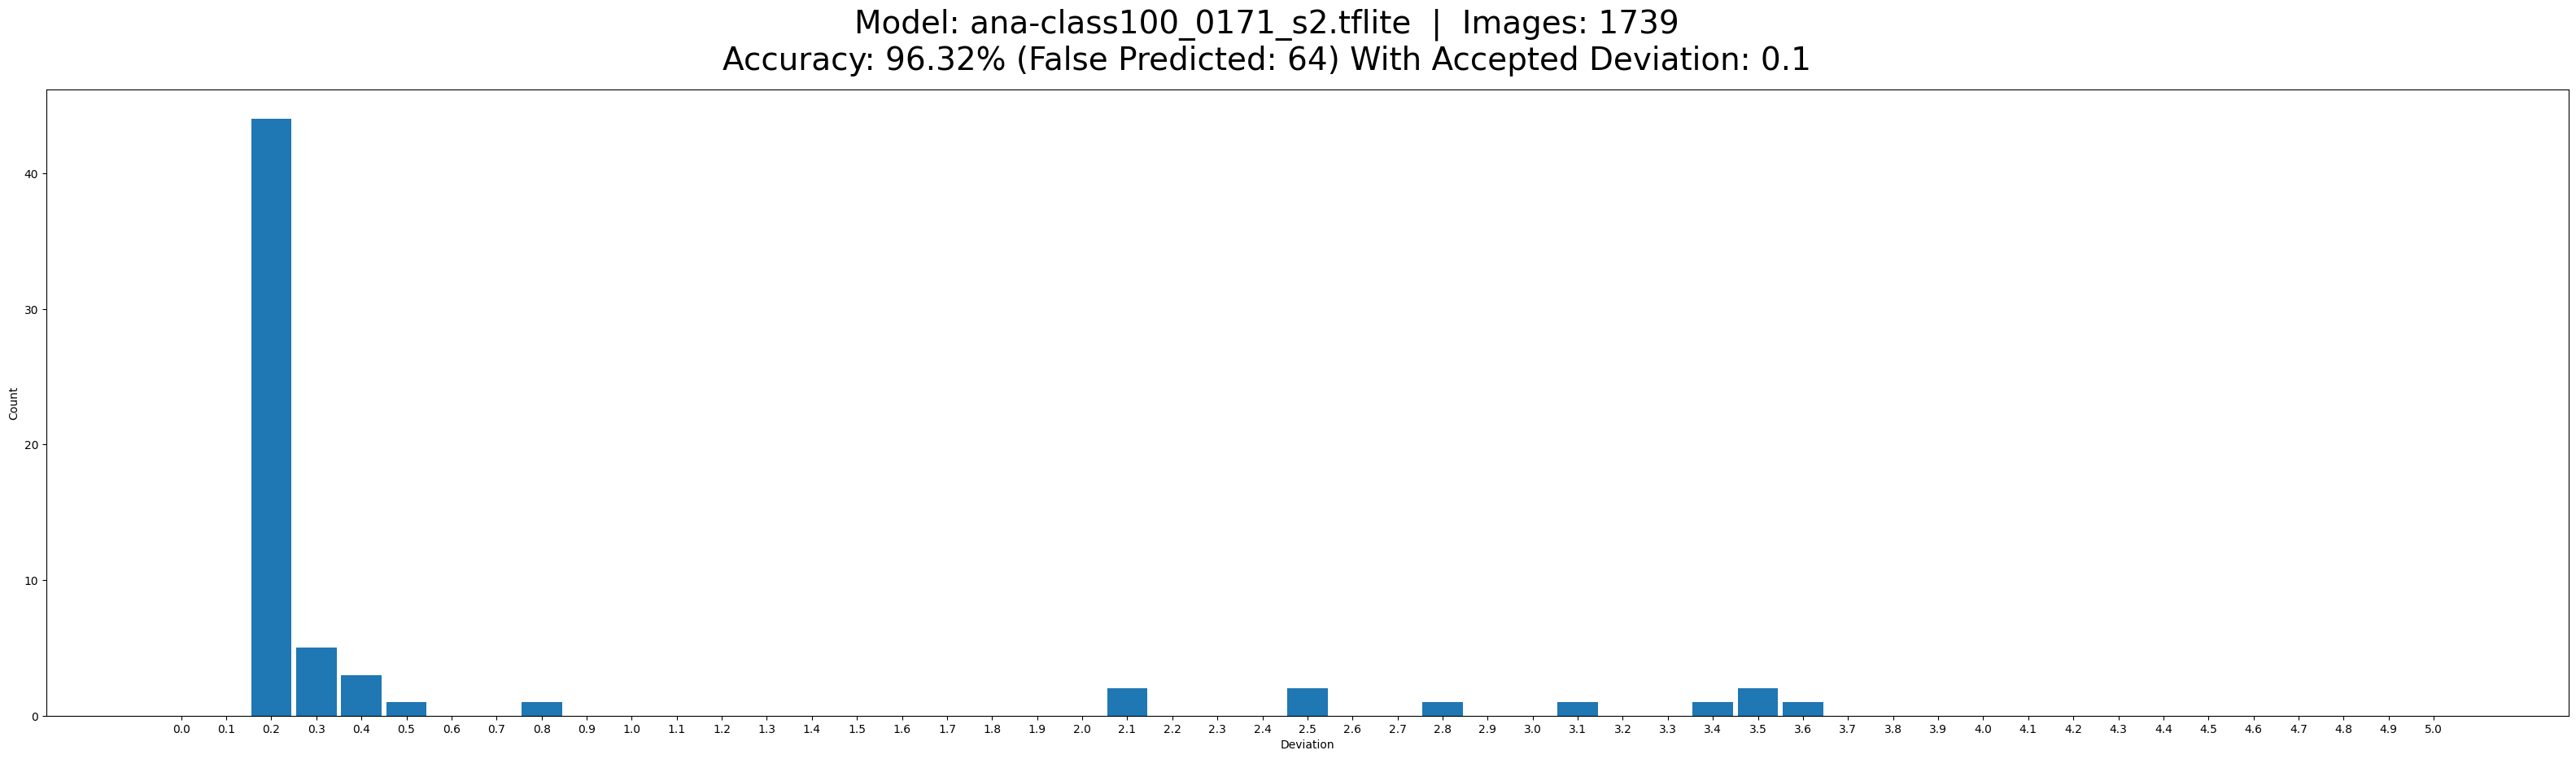 Model: ana-class100_0171_s2.tflite  |  Images: 1739
Accuracy: 96.32% (False Predicted: 64) With Accepted Deviation: 0.1
40
30
20
10
0
Count
0.0 0.1 0.2 0.3 0.4 0.5 0.6 0.7 0.8 0.9 1.0 1.1 1.2 1.3 1.4 1.5 1.6 1.7 1.8 1.9 2.0 2.1 2.2 2.3 2.4 2.5 2.6 2.7 2.8 2.9 3.0 3.1 3.2 3.3 3.4 3.5 3.6 3.7 3.8 3.9 4.0 4.1 4.2 4.3 4.4 4.5 4.6 4.7 4.8 4.9 5.0
Deviation